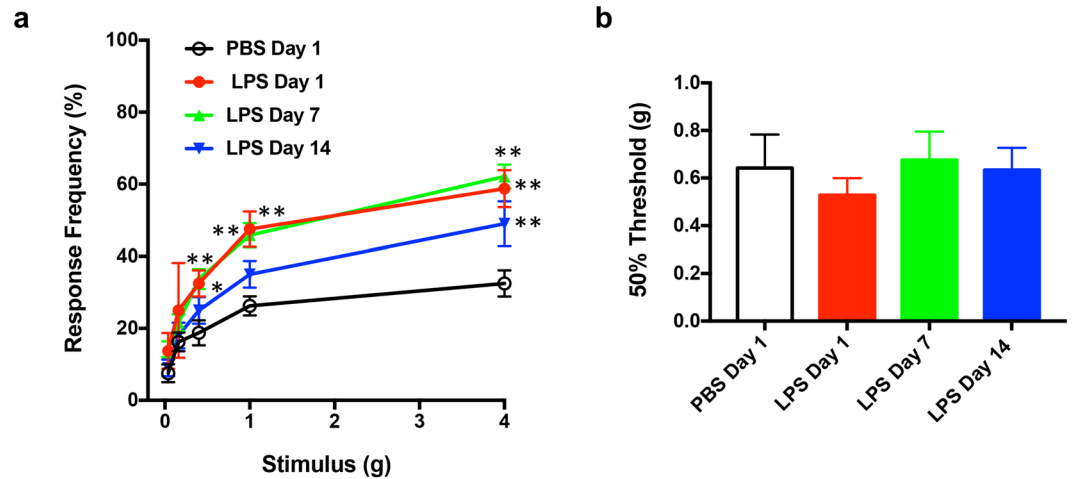 a
Response Frequency (%)
100
80
60
40
20
0
PBS Day 1
LPS Day 1
LPS Day 7
LPS Day 14
**
**
**
**
**
**
*
0
1
2
3
4
Stimulus (g)
b
50% Threshold (g)
1.0
0.8
0.6
0.4
0.2
0.0
PBS Day 1
LPS Day 1
LPS Day 7
LPS Day 14